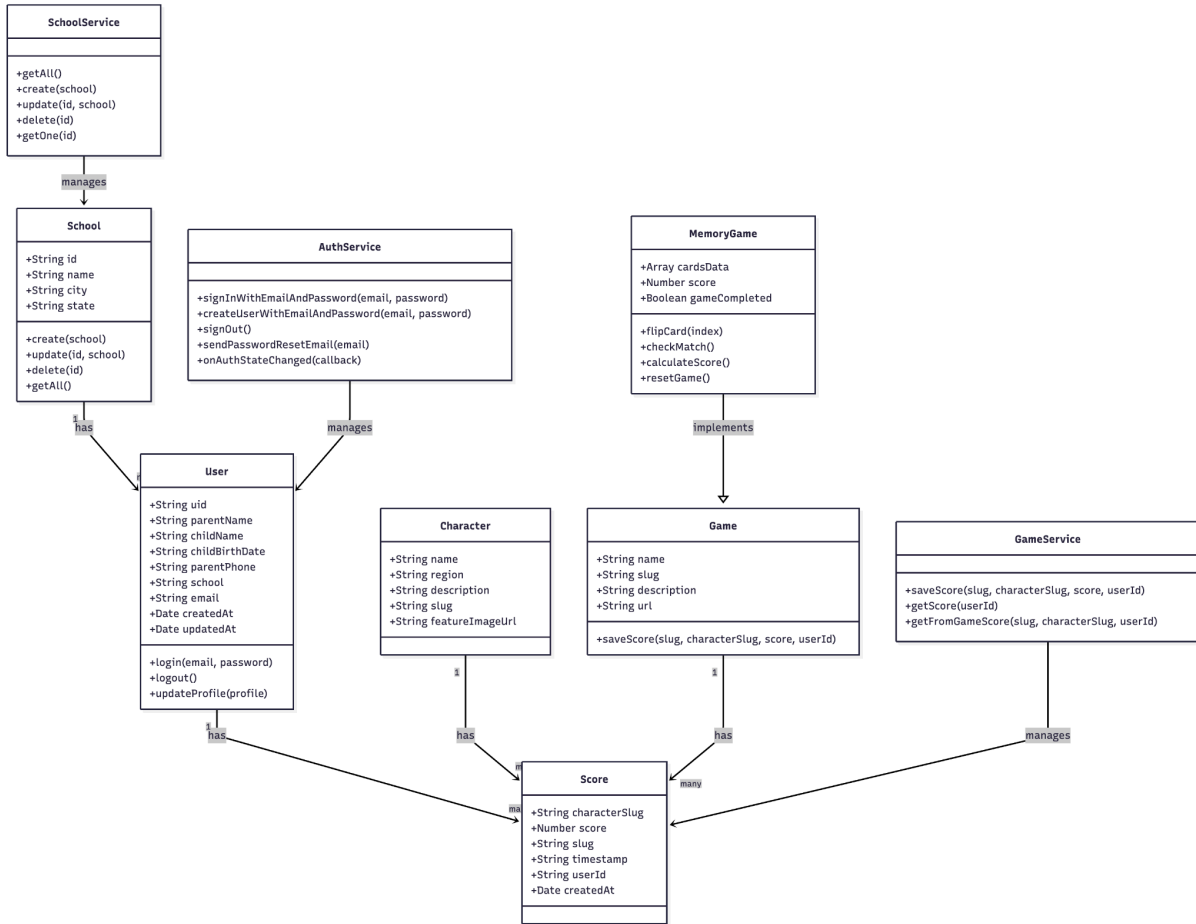 SchoolService
+getAll()
+create(school)
+update(id, school)
+delete(id)
+getOne(id)
manages
School
+String id
+String name
+String city
+String state
+create(school)
+update(id, school)
+delete(id)
+getAll()
AuthService
+signInWithEmailAndPassword(email, password)
+createUserWithEmailAndPassword(email, password)
+signOut()
+sendPasswordResetEmail(email)
+onAuthStateChanged(callback)
MemoryGame
+Array cardsData
+Number score
+Boolean gameCompleted
+flipCard(index)
+checkMatch()
+calculateScore()
+resetGame()
1
has
manages
implements
User
+String uid
+String parentName
+String childName
+String childBirthDate
+String parentPhone
+String school
+String email
+Date createdAt
+Date updatedAt
+login(email, password)
+logout()
+updateProfile(profile)
Character
+String name
+String region
+String description
+String slug
+String featureImageUrl
Game
+String name
+String slug
+String description
+String url
+saveScore(slug, characterSlug, score, userId)
GameService
+saveScore(slug, characterSlug, score, userId)
+getScore(userId)
+getFromGameScore(slug, characterSlug, userId)
1
1
1
has
has
has
manages
m
many
ma
Score
+String characterSlug
+Number score
+String slug
+String timestamp
+String userId
+Date createdAt